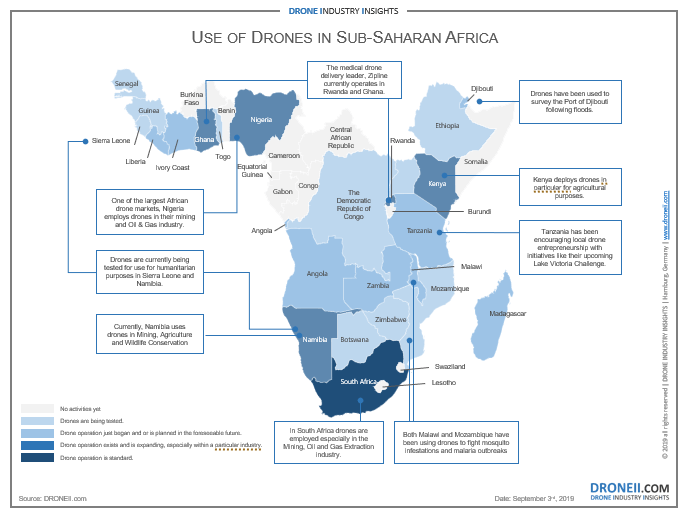 DRONE INDUSTRY INSIGHTS
USE OF DRONES IN SUB-SAHARAN AFRICA
The medical drone
delivery leader, Zipline
currently operates in
Rwanda and Ghana.
Drones have been used to
survey the Port of Djibouti
following floods.
Kenya deploys drones in
particular for agricultural
purposes.
Tanzania has been
encouraging local drone
entrepreneurship with
initiatives like their upcoming
Lake Victoria Challenge.
One of the largest African
drone markets, Nigeria
employs drones in their mining
and Oil & Gas industry.
Drones are currently being
tested for use for humanitarian
purposes in Sierra Leone and
Namibia.
Currently, Namibia uses
drones in Mining, Agriculture
and Wildlife Conservation
in South Africa drones are
employed especially in the
Mining, Oil and Gas Extraction
industry.
Both Malawi and Mozambique have
been using drones to fight mosquito
infestations and malaria outbreaks
Senegal
Guinea
Sierra Leone
Liberia
Ivory Coast
Burkina
Faso
Ghana
Togo
Benin
Nigeria
Cameroon
Equatorial
Guinea
Gabon
Congo
Central
African
Republic
The
Democratic
Republic of
Congo
Angola
Angola
Rwanda
Burundi
Djibouti
Ethiopia
Somalia
Kenya
Tanzania
Malawi
Mozambique
Zambia
Zimbabwe
Botswana
Namibia
South Africa
Swaziland
Lesotho
Madagascar
No activities yet
Drones are being tested.
Drone operation just began and or is planned in the foreseeable future.
Drone operation exists and is expanding, especially within a particular industry.
Drone operation is standard.
© 2019 all rights reserved | DRONE INDUSTRY INSIGHTS | Hamburg, Germany | www.droneii.com
DRONEII.COM
DRONE INDUSTRY INSIGHTS
Source: DRONEII.com
Date: September 3rd, 2019